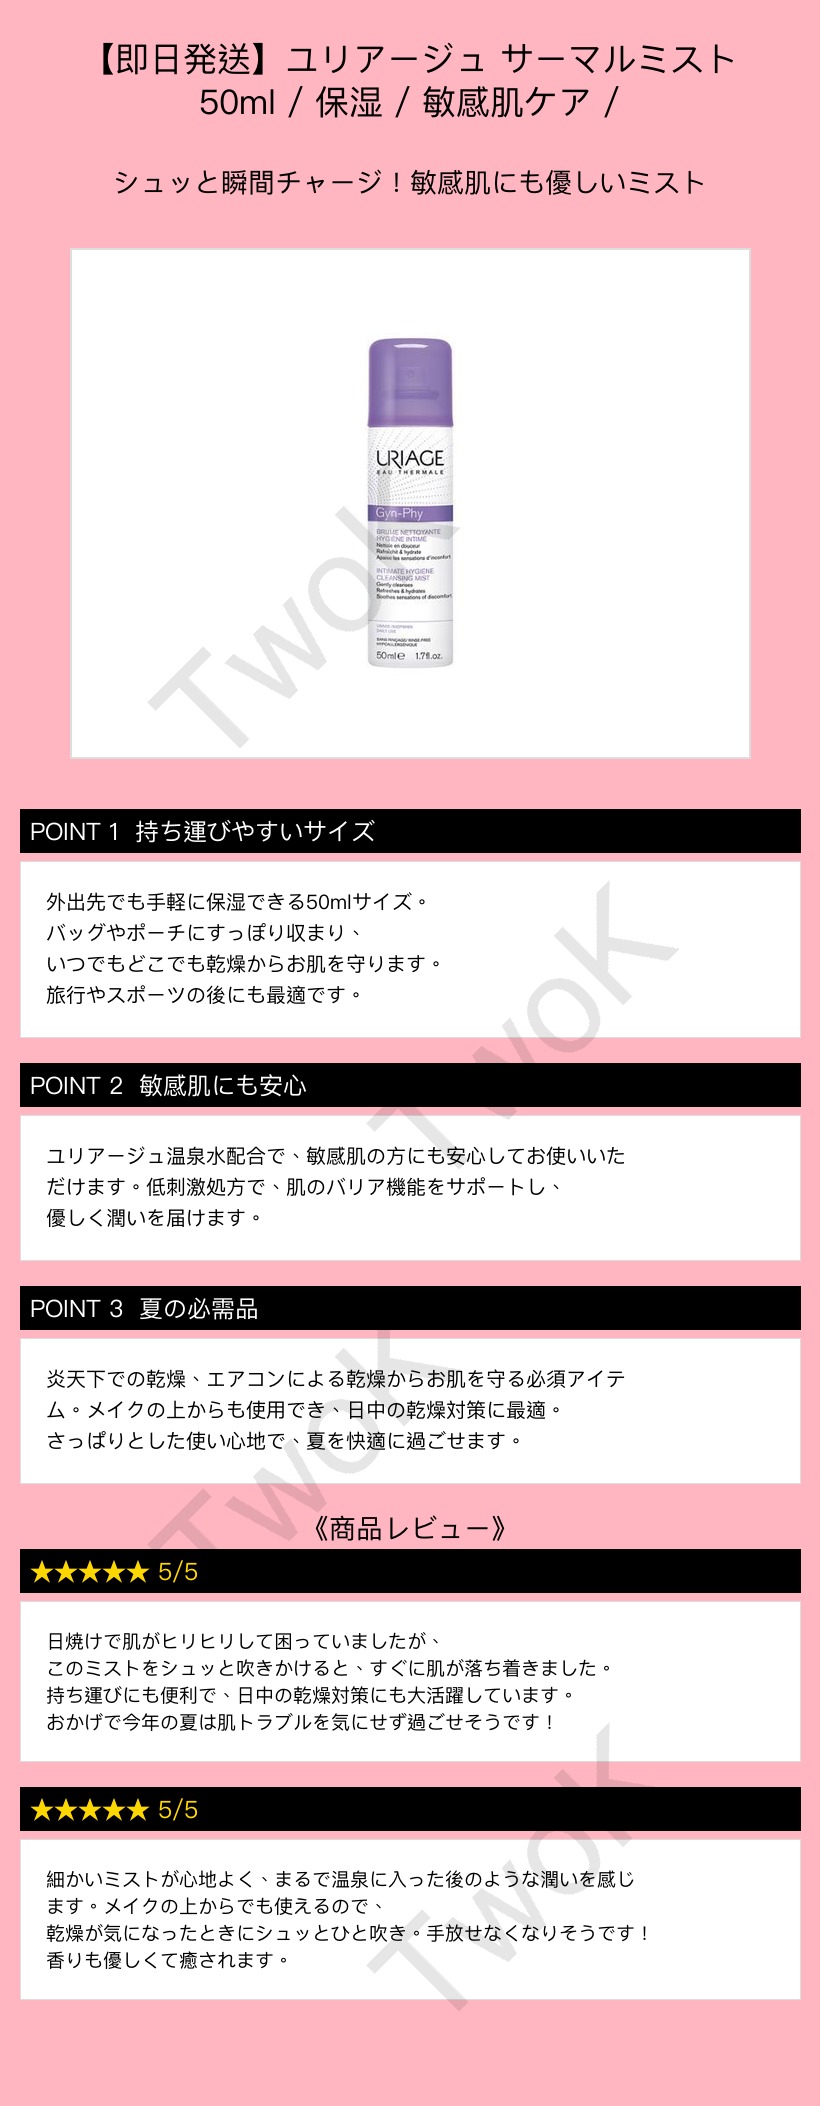 【即日発送】ユリアージュ サーマルミスト
50ml / 保湿 / 敏感肌ケア /
シュッと瞬間チャージ！敏感肌にも優しいミスト
URIAGE
EAU THERMALE
Gyn-Phy
BRUME NETTOYANTE
HYGIÈNE INTIME
Nettoie en douceur
Rafraîchit & hydrate
Apaise les sensations d'inconfort
INTIMATE HYGIENE
CLEANSING MIST
Gently cleanses
Refreshes & hydrates
Soothes sensations of discomfort
USAGE QUOTIDIEN
DAILY USE
SANS RINÇAGE/ RINSE-FREE
HYPOALLERGÉNIQUE
50ml e 1.7fl.oz.
TwoK
POINT 1 持ち運びやすいサイズ
外出先でも手軽に保湿できる50mlサイズ。
バッグやポーチにすっぽり収まり、
いつでもどこでも乾燥からお肌を守ります。
旅行やスポーツの後にも最適です。
TwoK
POINT 2 敏感肌にも安心
ユリアージュ温泉水配合で、敏感肌の方にも安心してお使いいた
だけます。低刺激処方で、肌のバリア機能をサポートし、
優しく潤いを届けます。
POINT 3 夏の必需品
炎天下での乾燥、エアコンによる乾燥からお肌を守る必須アイテ
ム。メイクの上からも使用でき、日中の乾燥対策に最適。
さっぱりとした使い心地で、夏を快適に過ごせます。
TwoK
《商品レビュー》
★★★★★ 5/5
日焼けで肌がヒリヒリして困っていましたが、
このミストをシュッと吹きかけると、すぐに肌が落ち着きました。
持ち運びにも便利で、日中の乾燥対策にも大活躍しています。
おかげで今年の夏は肌トラブルを気にせず過ごせそうです！
★★★★★ 5/5
細かいミストが心地よく、まるで温泉に入った後のような潤いを感じ
ます。メイクの上からでも使えるので、
乾燥が気になったときにシュッとひと吹き。手放せなくなりそうです！
香りも優しくて癒されます。
TwoK